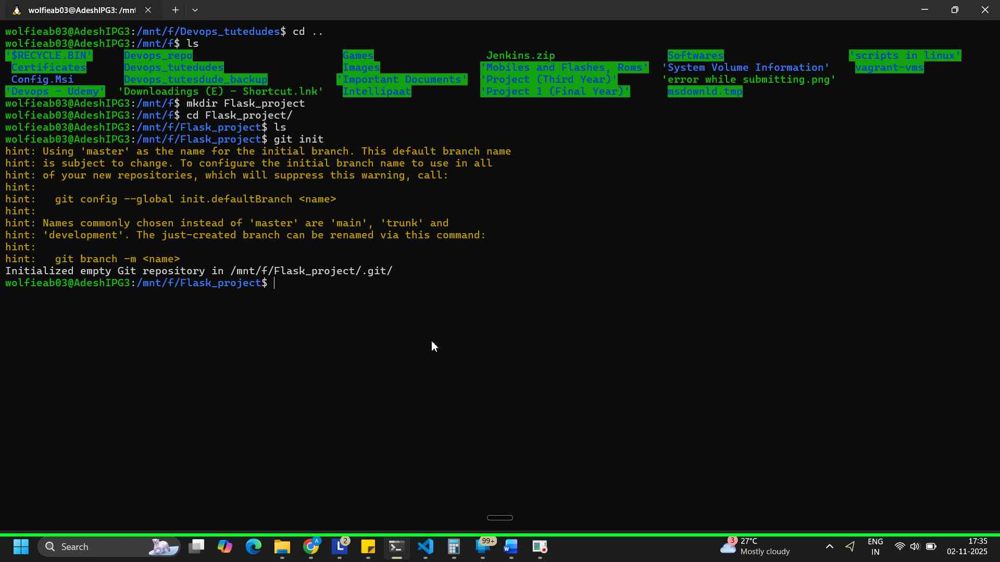 wolfieab03@AdeshIPG3: /mnt
wolfieab03@AdeshIPG3:/mnt/f/Devops_tutedudes$ cd ..
wolfieab03@AdeshIPG3:/mnt/f$ ls
'$RECYCLE.BIN' Devops_repo Games Jenkins.zip Softwares 'scripts in linux'
Certificates Devops_tutedudes Images 'Mobiles and Flashes, Roms' 'System Volume Information' vagrant-vms
Config.Msi Devops_tutesdude_backup 'Important Documents' 'Project (Third Year)' 'error while submitting.png'
'Devops - Udemy' 'Downloadings (E) - Shortcut.lnk' Intellipaat 'Project 1 (Final Year)' msdownld.tmp
wolfieab03@AdeshIPG3:/mnt/f$ mkdir Flask_project
wolfieab03@AdeshIPG3:/mnt/f$ cd Flask_project/
wolfieab03@AdeshIPG3:/mnt/f/Flask_project$ ls
wolfieab03@AdeshIPG3:/mnt/f/Flask_project$ git init
hint: Using 'master' as the name for the initial branch. This default branch name
hint: is subject to change. To configure the initial branch name to use in all
hint: of your new repositories, which will suppress this warning, call:
hint:
hint:   git config --global init.defaultBranch <name>
hint:
hint: Names commonly chosen instead of 'master' are 'main', 'trunk' and
hint: 'development'. The just-created branch can be renamed via this command:
hint:
hint:   git branch -m <name>
Initialized empty Git repository in /mnt/f/Flask_project/.git/
wolfieab03@AdeshIPG3:/mnt/f/Flask_project$
Search
A
L
2
99+
W
3
27°C
Mostly cloudy
ENG
IN
17:35
02-11-2025